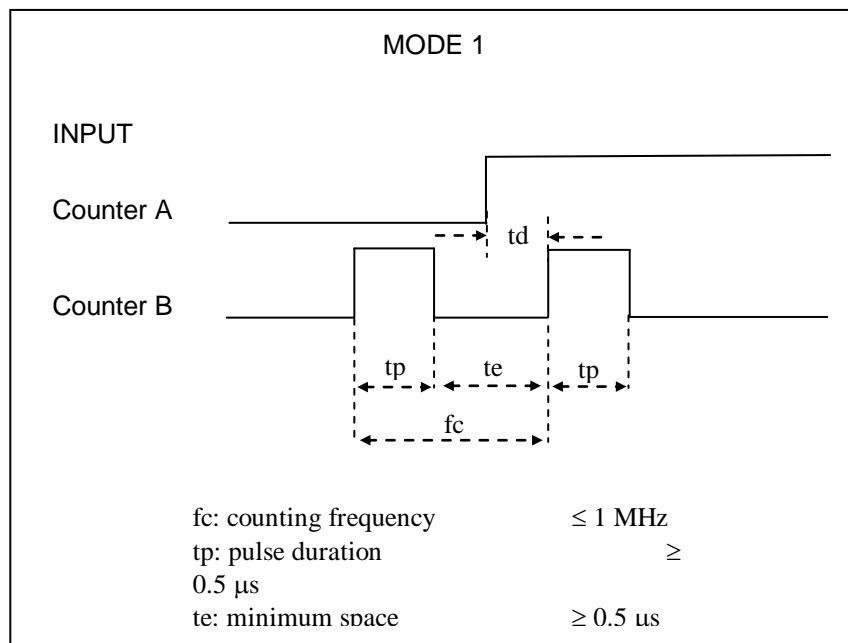 MODE 1
INPUT
Counter A
td
Counter B
tp te tp
fc
fc: counting frequency ≤ 1 MHz
tp: pulse duration ≥
0.5 μs
te: minimum space ≥ 0.5 μs